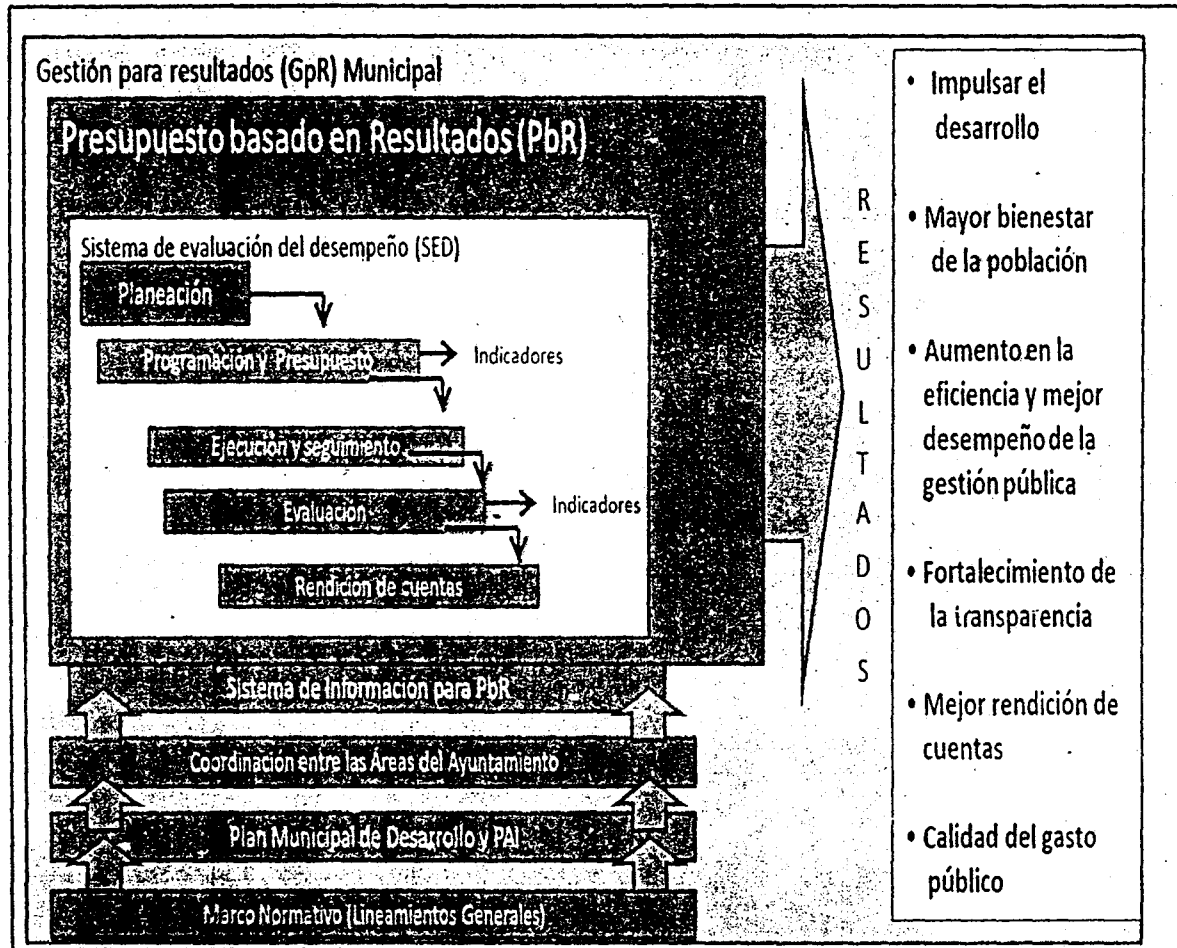 Gestión para resultados (GpR) Municipal
Presupuesto basado en Resultados (PbR)
Sistema de evaluación del desempeño (SED)
Planeación
Programación y Presupuesto
Indicadores
Ejecución y seguimiento
Evaluación
Indicadores
Rendición de cuentas
Sistema de Información para PbR
Coordinación entre las Áreas del Ayuntamiento
Plan Municipal de Desarrollo y PAI
Marco Normativo (Lineamientos Generales)
RESULTADOS
• Impulsar el
desarrollo
• Mayor bienestar
de la población
• Aumento en la
eficiencia y mejor
desempeño de la
gestión pública
• Fortalecimiento de
la transparencia
• Mejor rendición de
cuentas
• Calidad del gasto
público